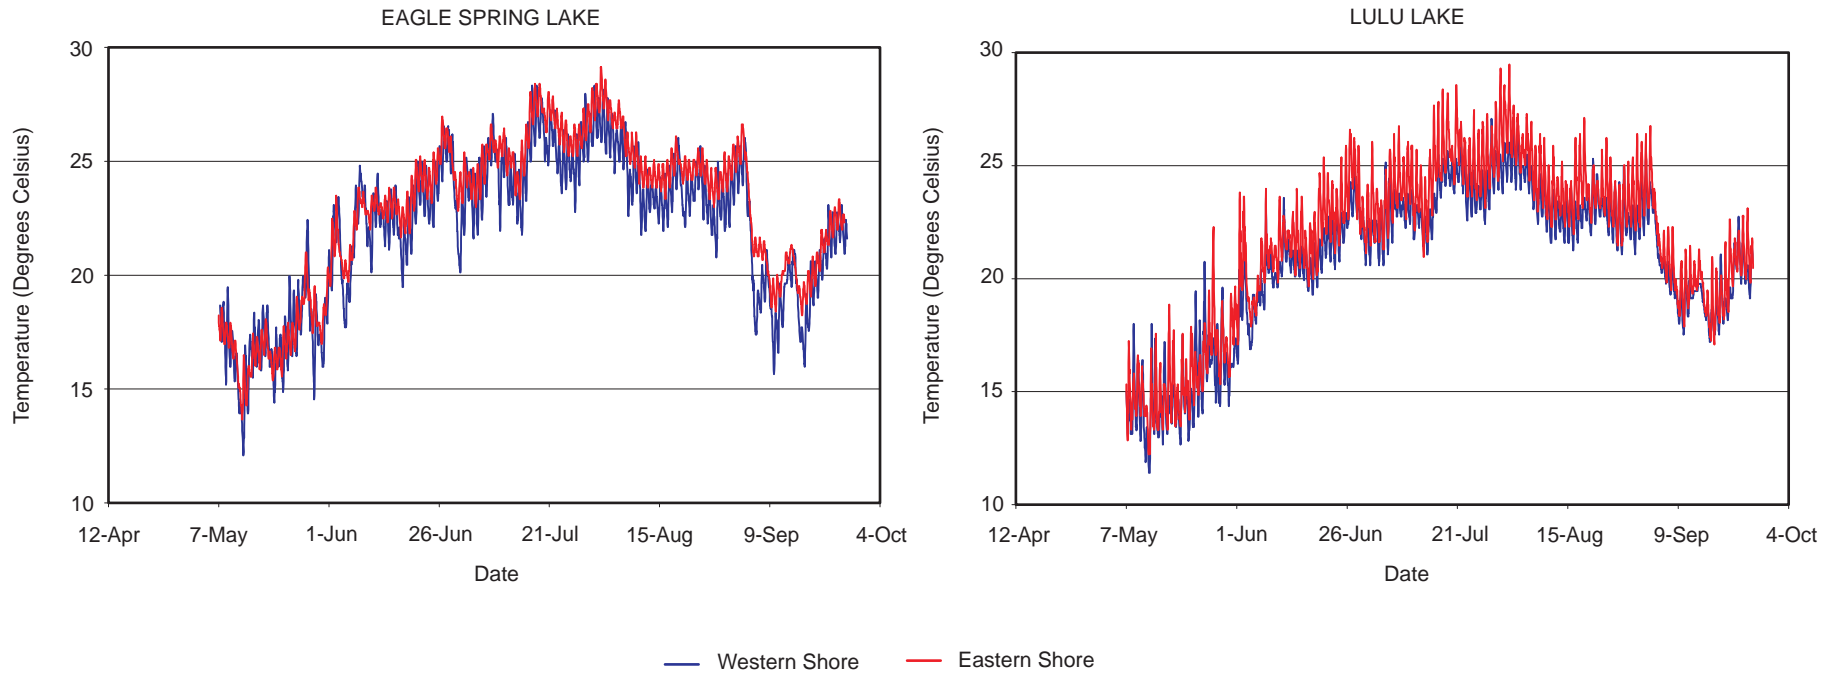 EAGLE SPRING LAKE
30
25
20
15
10
Temperature (Degrees Celsius)
12-Apr 7-May 1-Jun 26-Jun 21-Jul 15-Aug 9-Sep 4-Oct
Date
LULU LAKE
30
25
20
15
10
Temperature (Degrees Celsius)
12-Apr 7-May 1-Jun 26-Jun 21-Jul 15-Aug 9-Sep 4-Oct
Date
Western Shore Eastern Shore